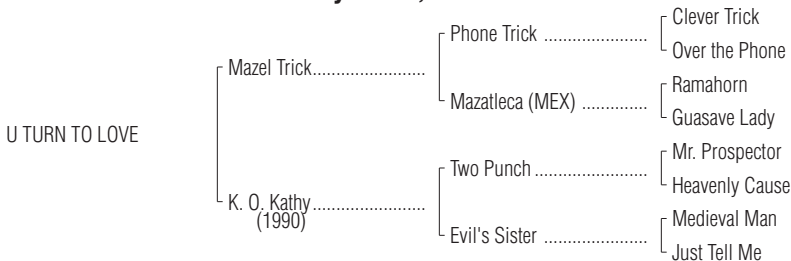 Clever Trick
Phone Trick ......................
Over the Phone
Mazel Trick........................
Ramahorn
Mazatleca (MEX) ..............
Guasave Lady
U TURN TO LOVE
Mr. Prospector
Two Punch ........................
Heavenly Cause
K. O. Kathy........................
(1990)
Medieval Man
Evil's Sister ......................
Just Tell Me